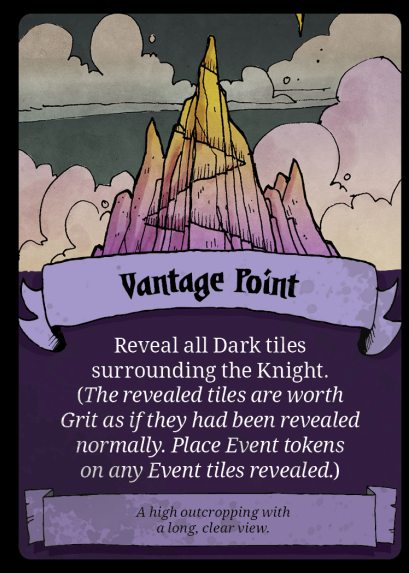 Vantage Point
Reveal all Dark tiles
surrounding the Knight.
(The revealed tiles are worth
Grit as if they had been revealed
normally. Place Event tokens
on any Event tiles revealed.)
A high outcropping with
a long, clear view.